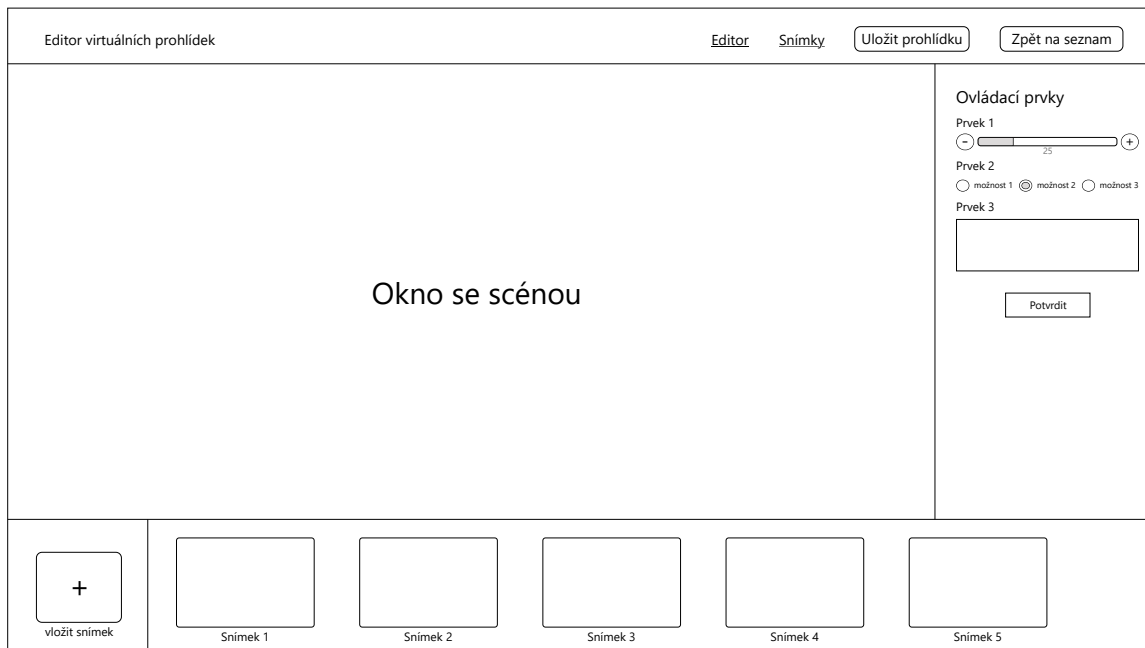 Editor virtuálních prohlídek
Editor
Snímky
Uložit prohlídku
Zpět na seznam
Okno se scénou
Ovládací prvky
Prvek 1
-
+
25
Prvek 2
možnost 1 možnost 2 možnost 3
Prvek 3
Potvrdit
+
vložit snímek
Snímek 1
Snímek 2
Snímek 3
Snímek 4
Snímek 5